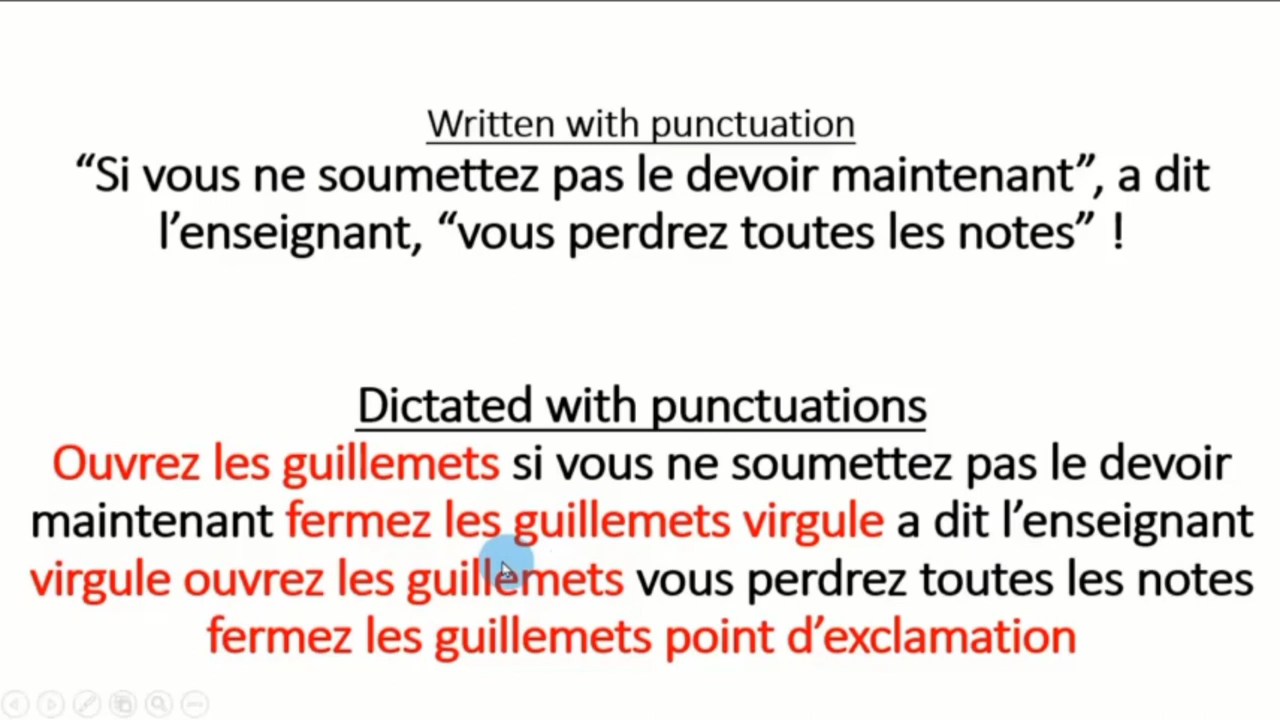 Written with punctuation
“Si vous ne soumettez pas le devoir maintenant”, a dit
l’enseignant, “vous perdrez toutes les notes” !
Dictated with punctuations
Ouvrez les guillemets si vous ne soumettez pas le devoir
maintenant fermez les guillemets virgule a dit l’enseignant
virgule ouvrez les guillemets vous perdrez toutes les notes
fermez les guillemets point d’exclamation